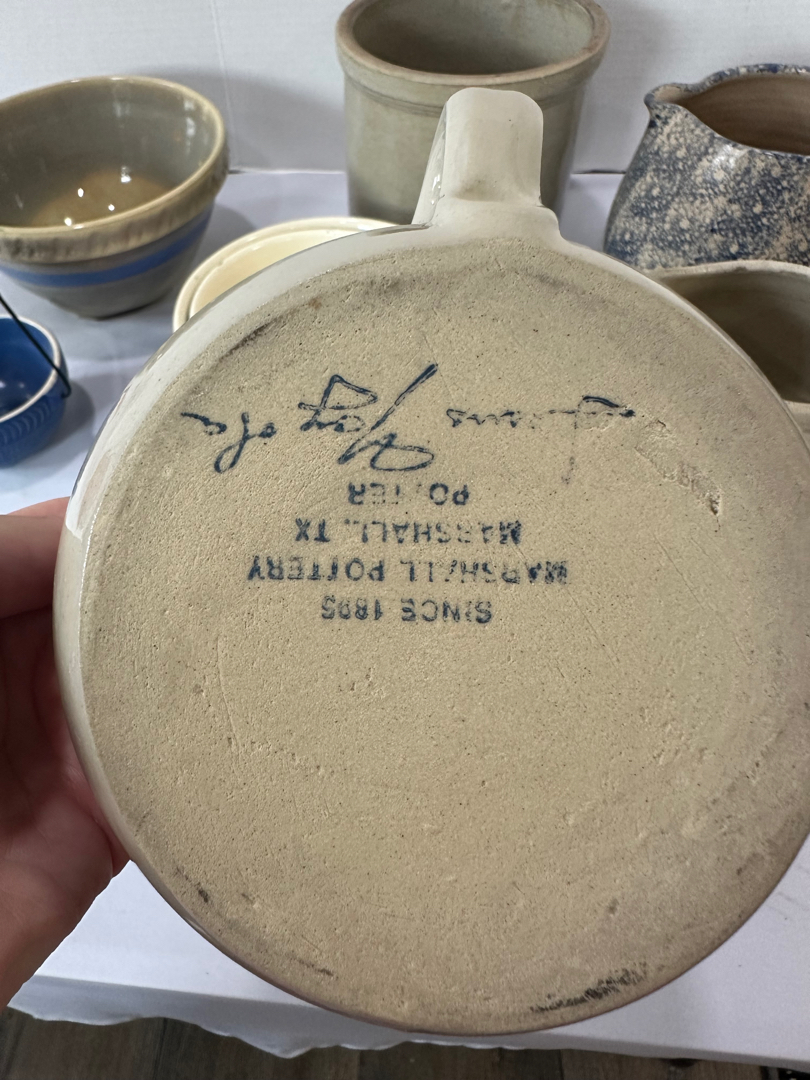 SINCE 1895
MARSHALL POTTERY
MARSHALL, TX
POTTER